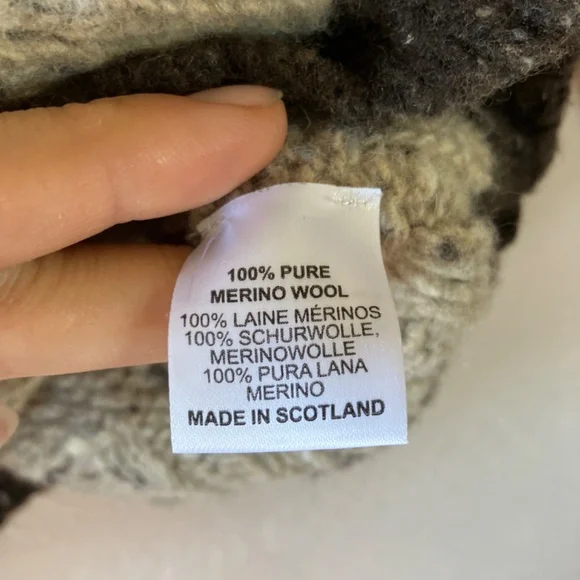 100% PURE
MERINO WOOL
100% LAINE MÉRINOS
100% SCHURWOLLE,
MERINOWOLLE
100% PURA LANA
MERINO
MADE IN SCOTLAND